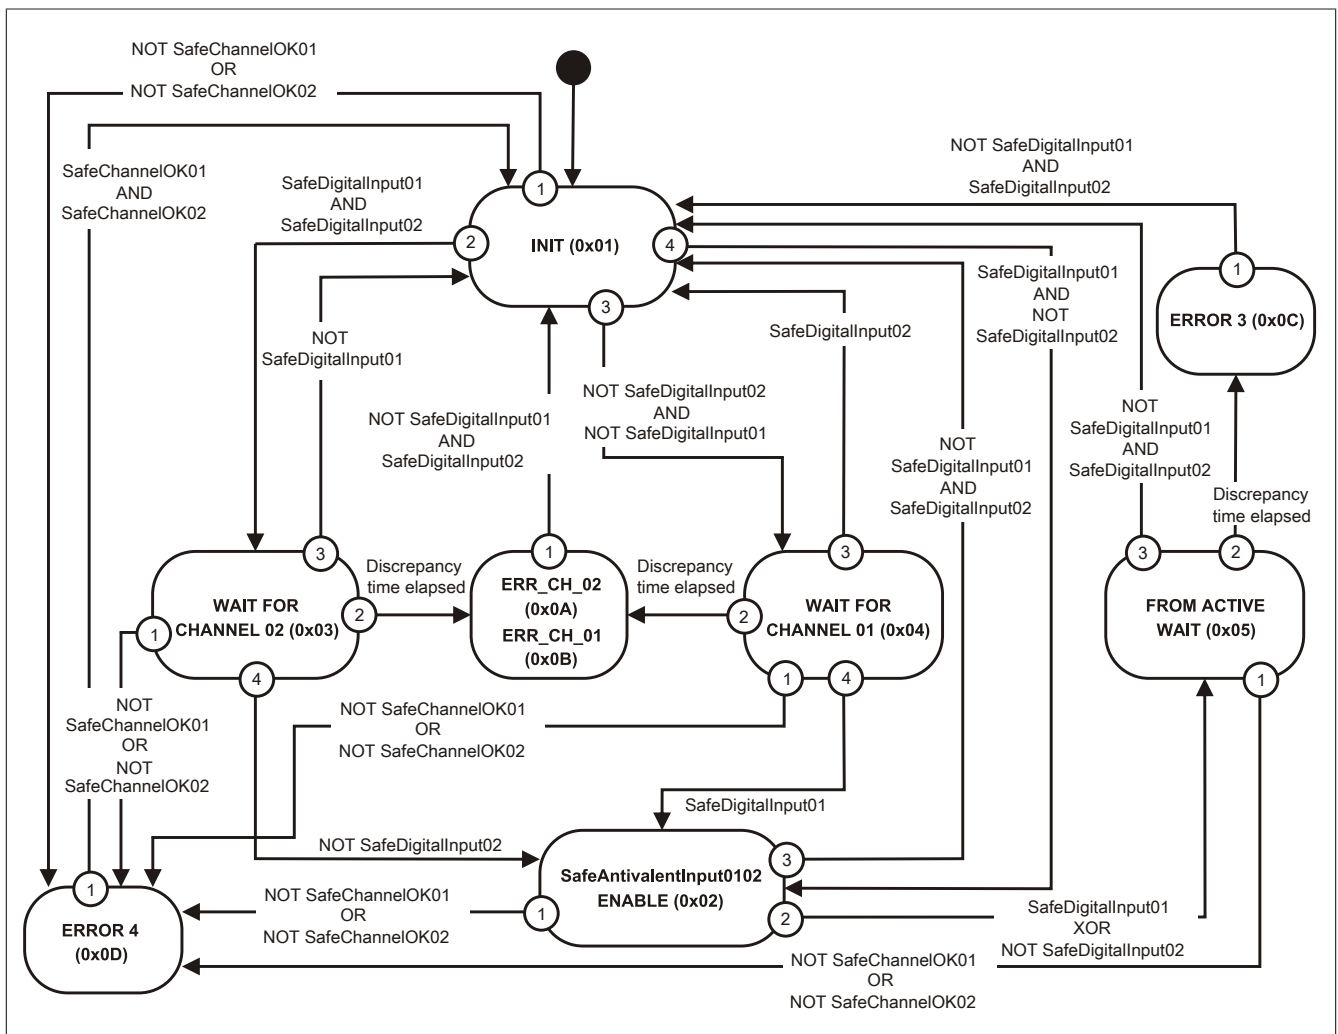 NOT SafeChannelOK01
OR
NOT SafeChannelOK02
SafeChannelOK01
AND
SafeChannelOK02
SafeDigitalInput01
AND
SafeDigitalInput02
1
2
INIT (0x01)
4
3
NOT SafeDigitalInput01
AND
SafeDigitalInput02
1
ERROR 3 (0x0C)
SafeDigitalInput01
AND
NOT
SafeDigitalInput02
NOT
SafeDigitalInput01
SafeDigitalInput02
NOT SafeDigitalInput01
AND
SafeDigitalInput02
NOT SafeDigitalInput02
AND
NOT SafeDigitalInput01
NOT
SafeDigitalInput01
AND
SafeDigitalInput02
NOT
SafeDigitalInput01
AND
SafeDigitalInput02
Discrepancy
time elapsed
3
WAIT FOR
CHANNEL 02 (0x03)
1
2
4
Discrepancy
time elapsed
1
ERR_CH_02
(0x0A)
ERR_CH_01
(0x0B)
Discrepancy
time elapsed
3
2
WAIT FOR
CHANNEL 01 (0x04)
1
4
3
2
FROM ACTIVE
WAIT (0x05)
1
NOT
SafeChannelOK01
OR
NOT
SafeChannelOK02
NOT SafeChannelOK01
OR
NOT SafeChannelOK02
SafeDigitalInput01
NOT SafeDigitalInput02
3
SafeAntivalentInput0102
ENABLE (0x02)
1
2
1
ERROR 4
(0x0D)
NOT SafeChannelOK01
OR
NOT SafeChannelOK02
SafeDigitalInput01
XOR
NOT SafeDigitalInput02
NOT SafeChannelOK01
OR
NOT SafeChannelOK02